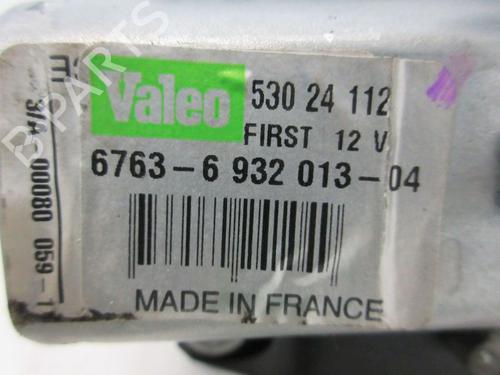 B PARTS
Valeo
530 24 112
FIRST 12 V
6763-6 932 013-04
MADE IN FRANCE
3/A 00080 059-1